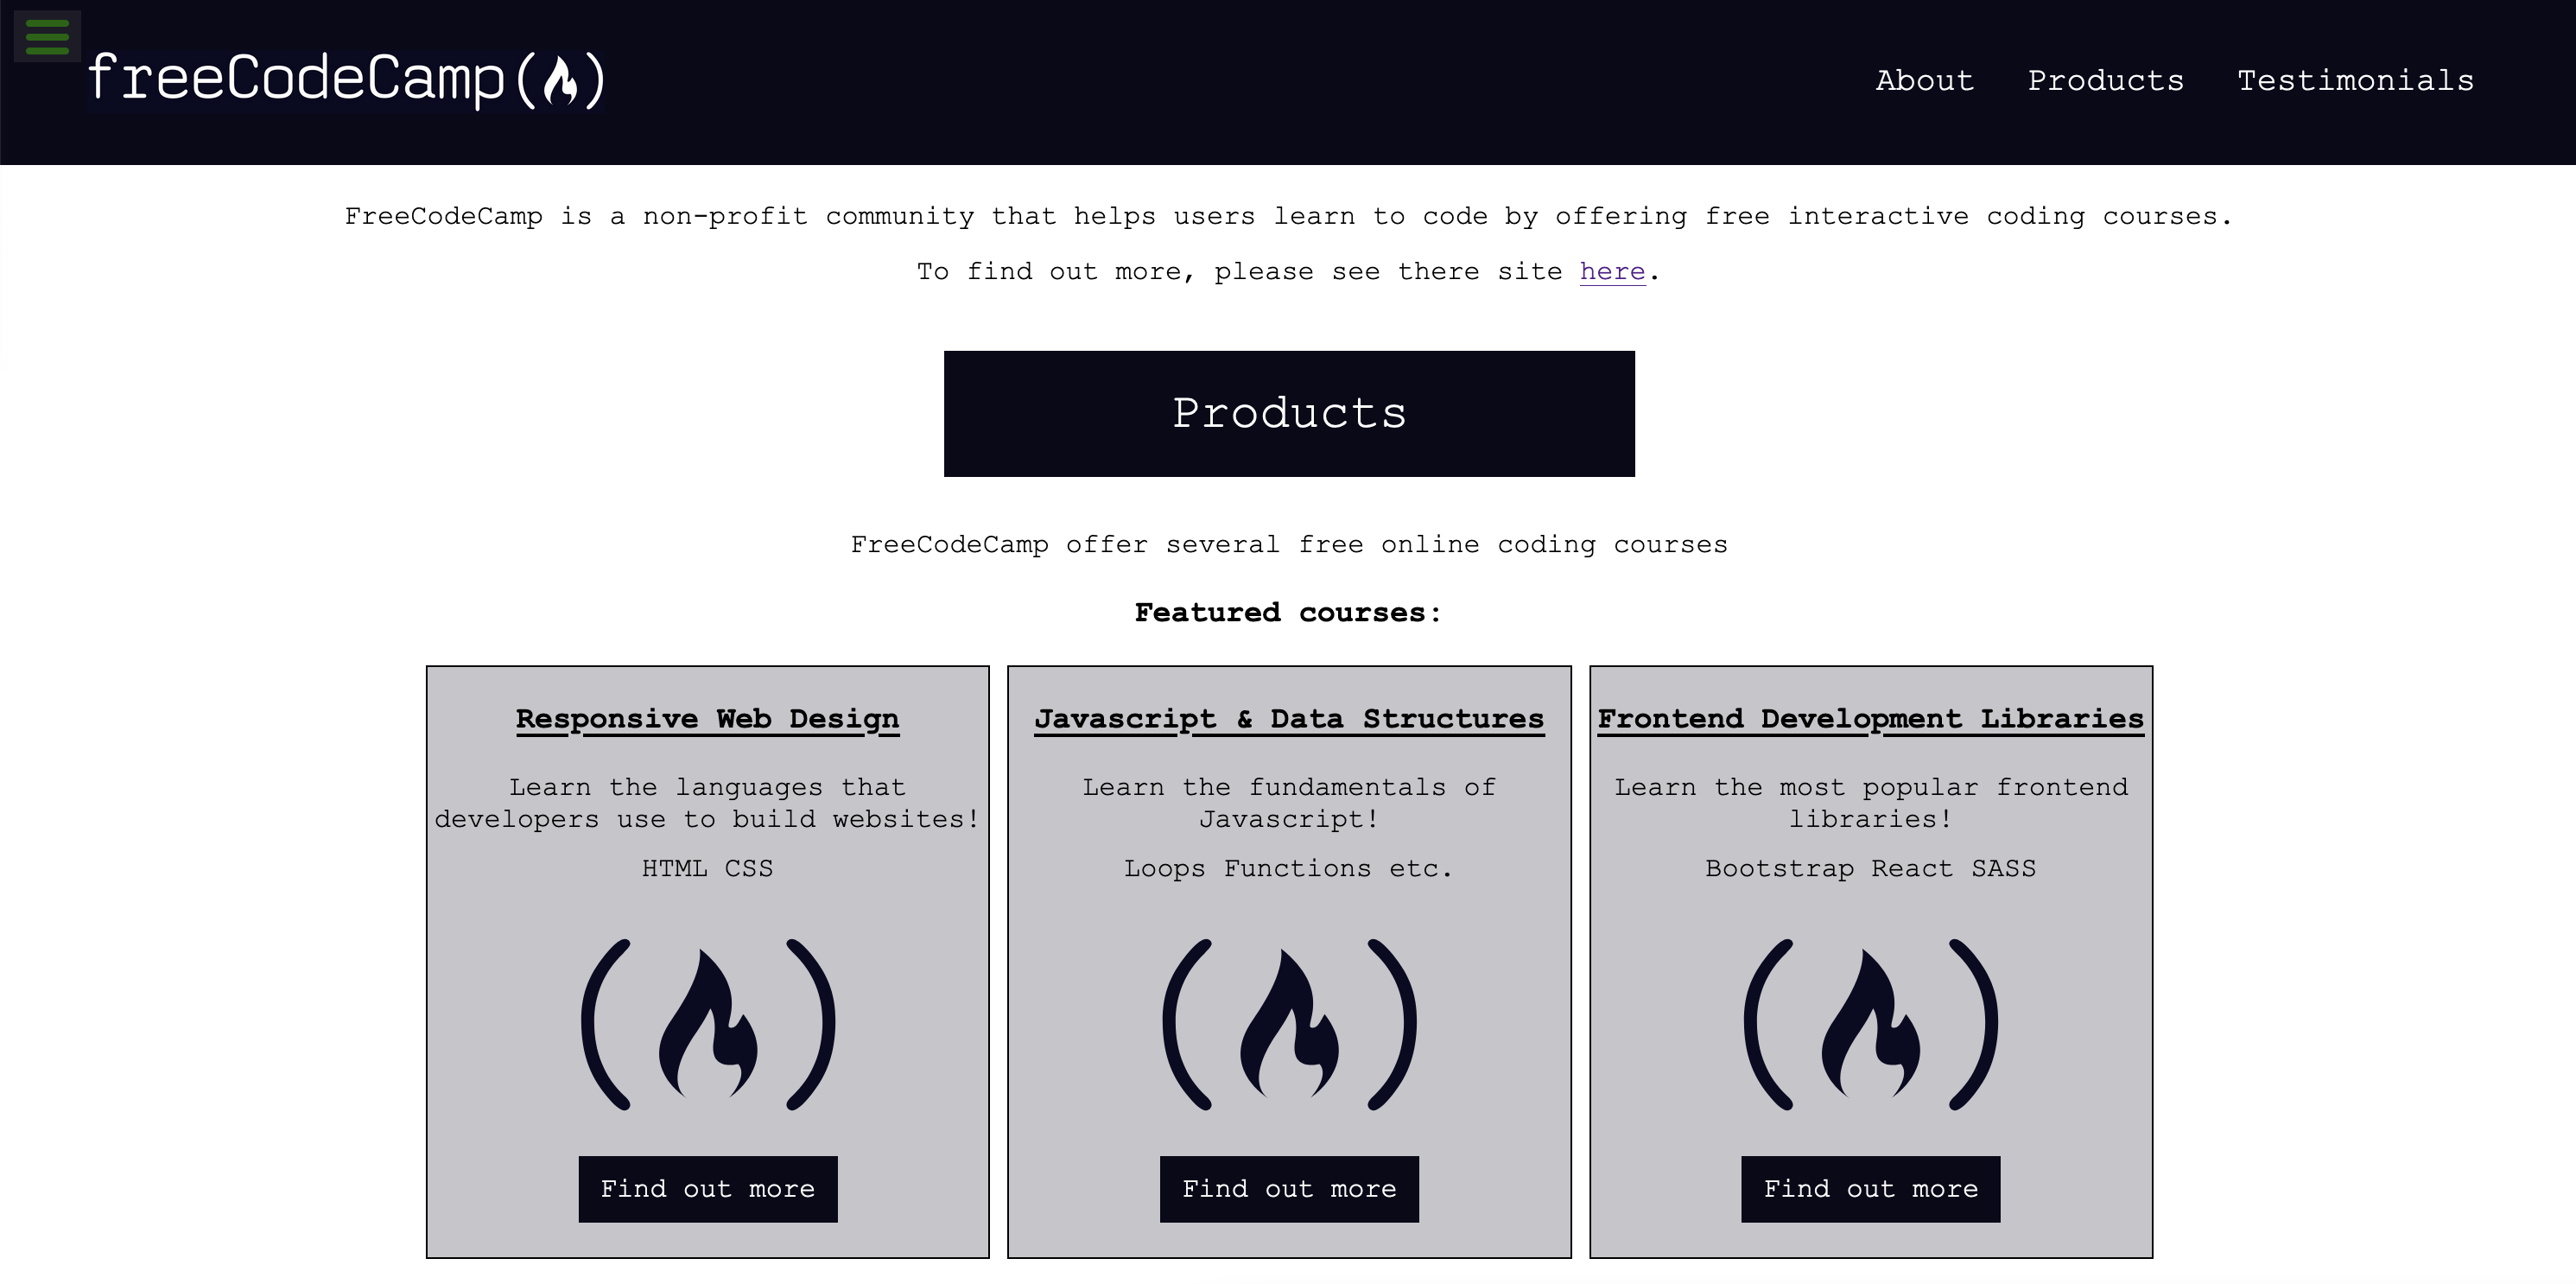 freeCodeCamp
About Products Testimonials
FreeCodeCamp is a non-profit community that helps users learn to code by offering free interactive coding courses.
To find out more, please see there site here.
Products
FreeCodeCamp offer several free online coding courses
Featured courses:
Responsive Web Design
Learn the languages that
developers use to build websites!
HTML CSS
Find out more
Javascript & Data Structures
Learn the fundamentals of
Javascript!
Loops Functions etc.
Find out more
Frontend Development Libraries
Learn the most popular frontend
libraries!
Bootstrap React SASS
Find out more